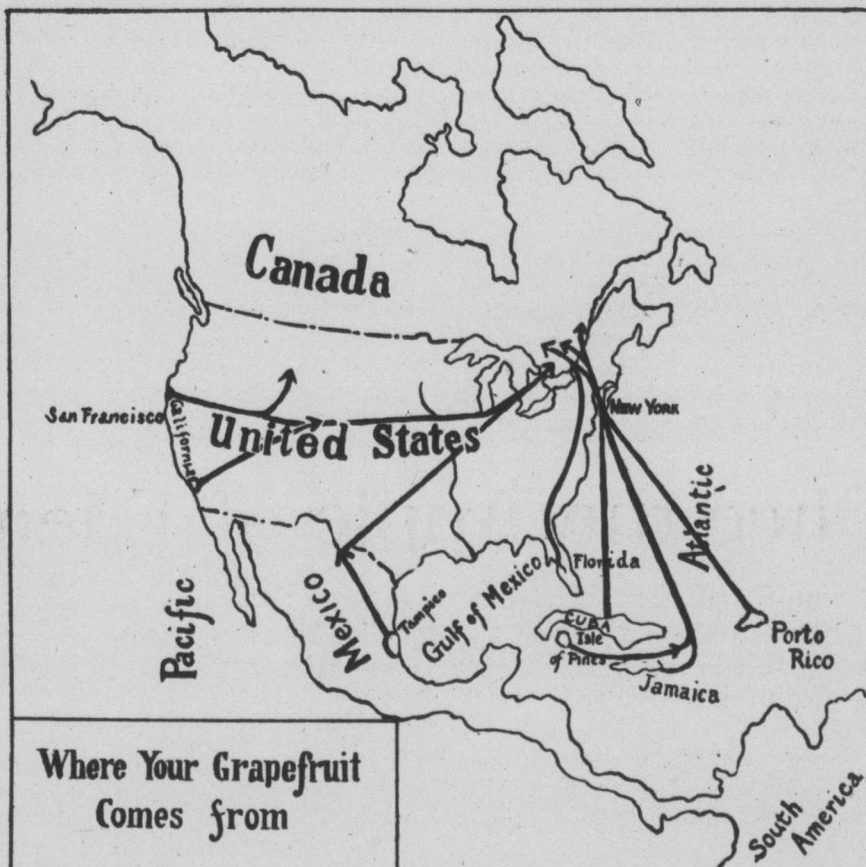 Canada
San Francisco
California
United States
NEW YORK
Atlantic
Pacific
Mexico
Tampico
Gulf of Mexico
Florida
CUBA
Isle
of Pines
Jamaica
Porto
Rico
Where Your Grapefruit
Comes from
South
America